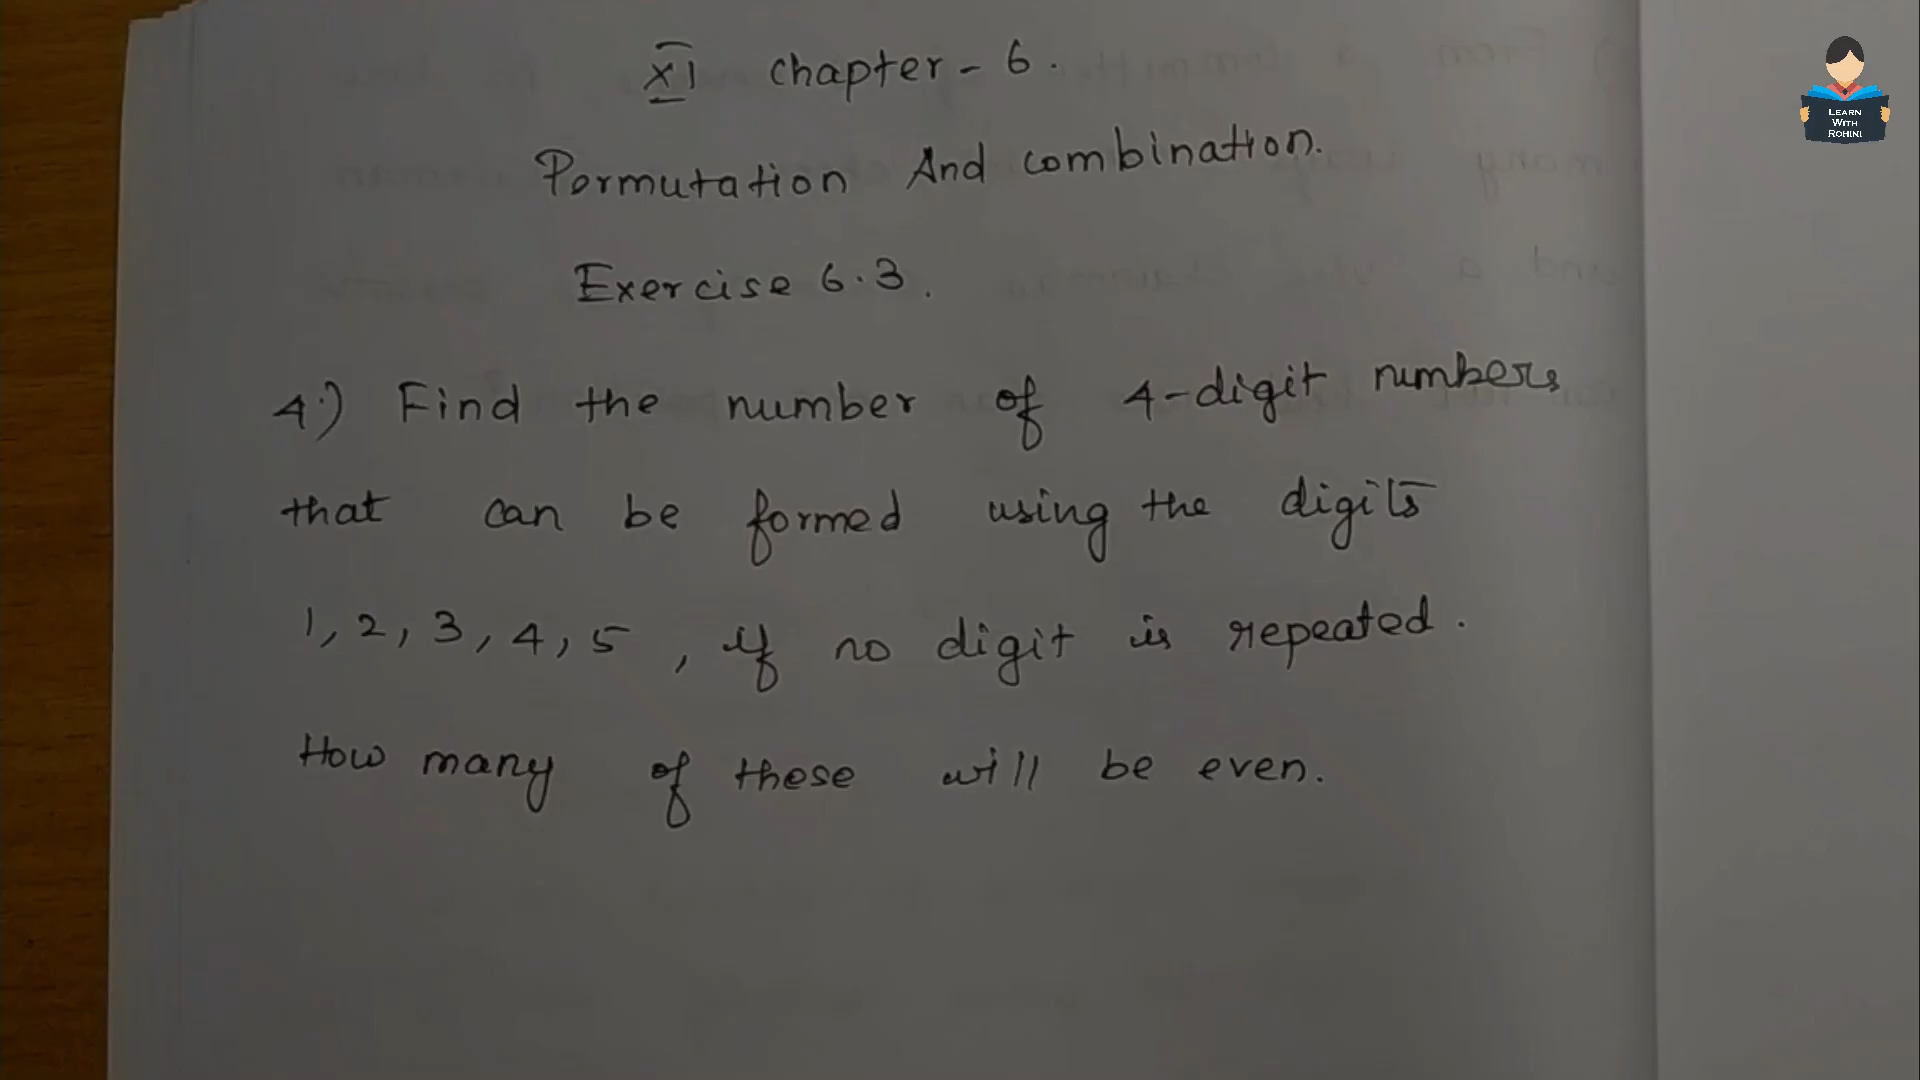 XI chapter - 6.
Permutation And combination.
Exercise 6.3.
4.) Find the number of 4-digit numbers
that can be formed using the digits
1, 2, 3, 4, 5, if no digit is repeated.
How many of these will be even.
LEARN
WITH
ROHINI